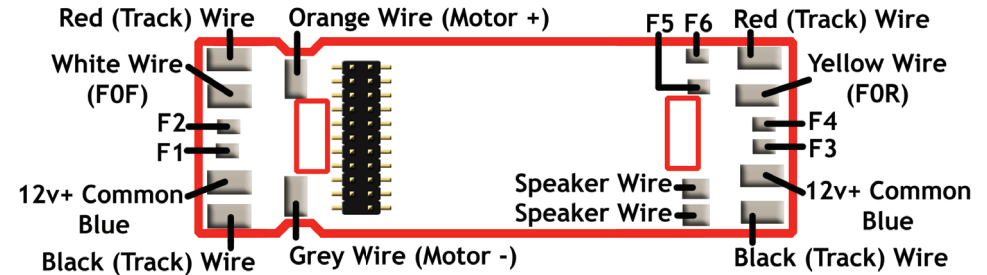 Red (Track) Wire
Orange Wire (Motor +)
F5 F6
Red (Track) Wire
White Wire
(F0F)
Yellow Wire
(F0R)
F2
F1
F4
F3
12v+ Common
Blue
Speaker Wire
Speaker Wire
12v+ Common
Blue
Black (Track) Wire
Grey Wire (Motor -)
Black (Track) Wire